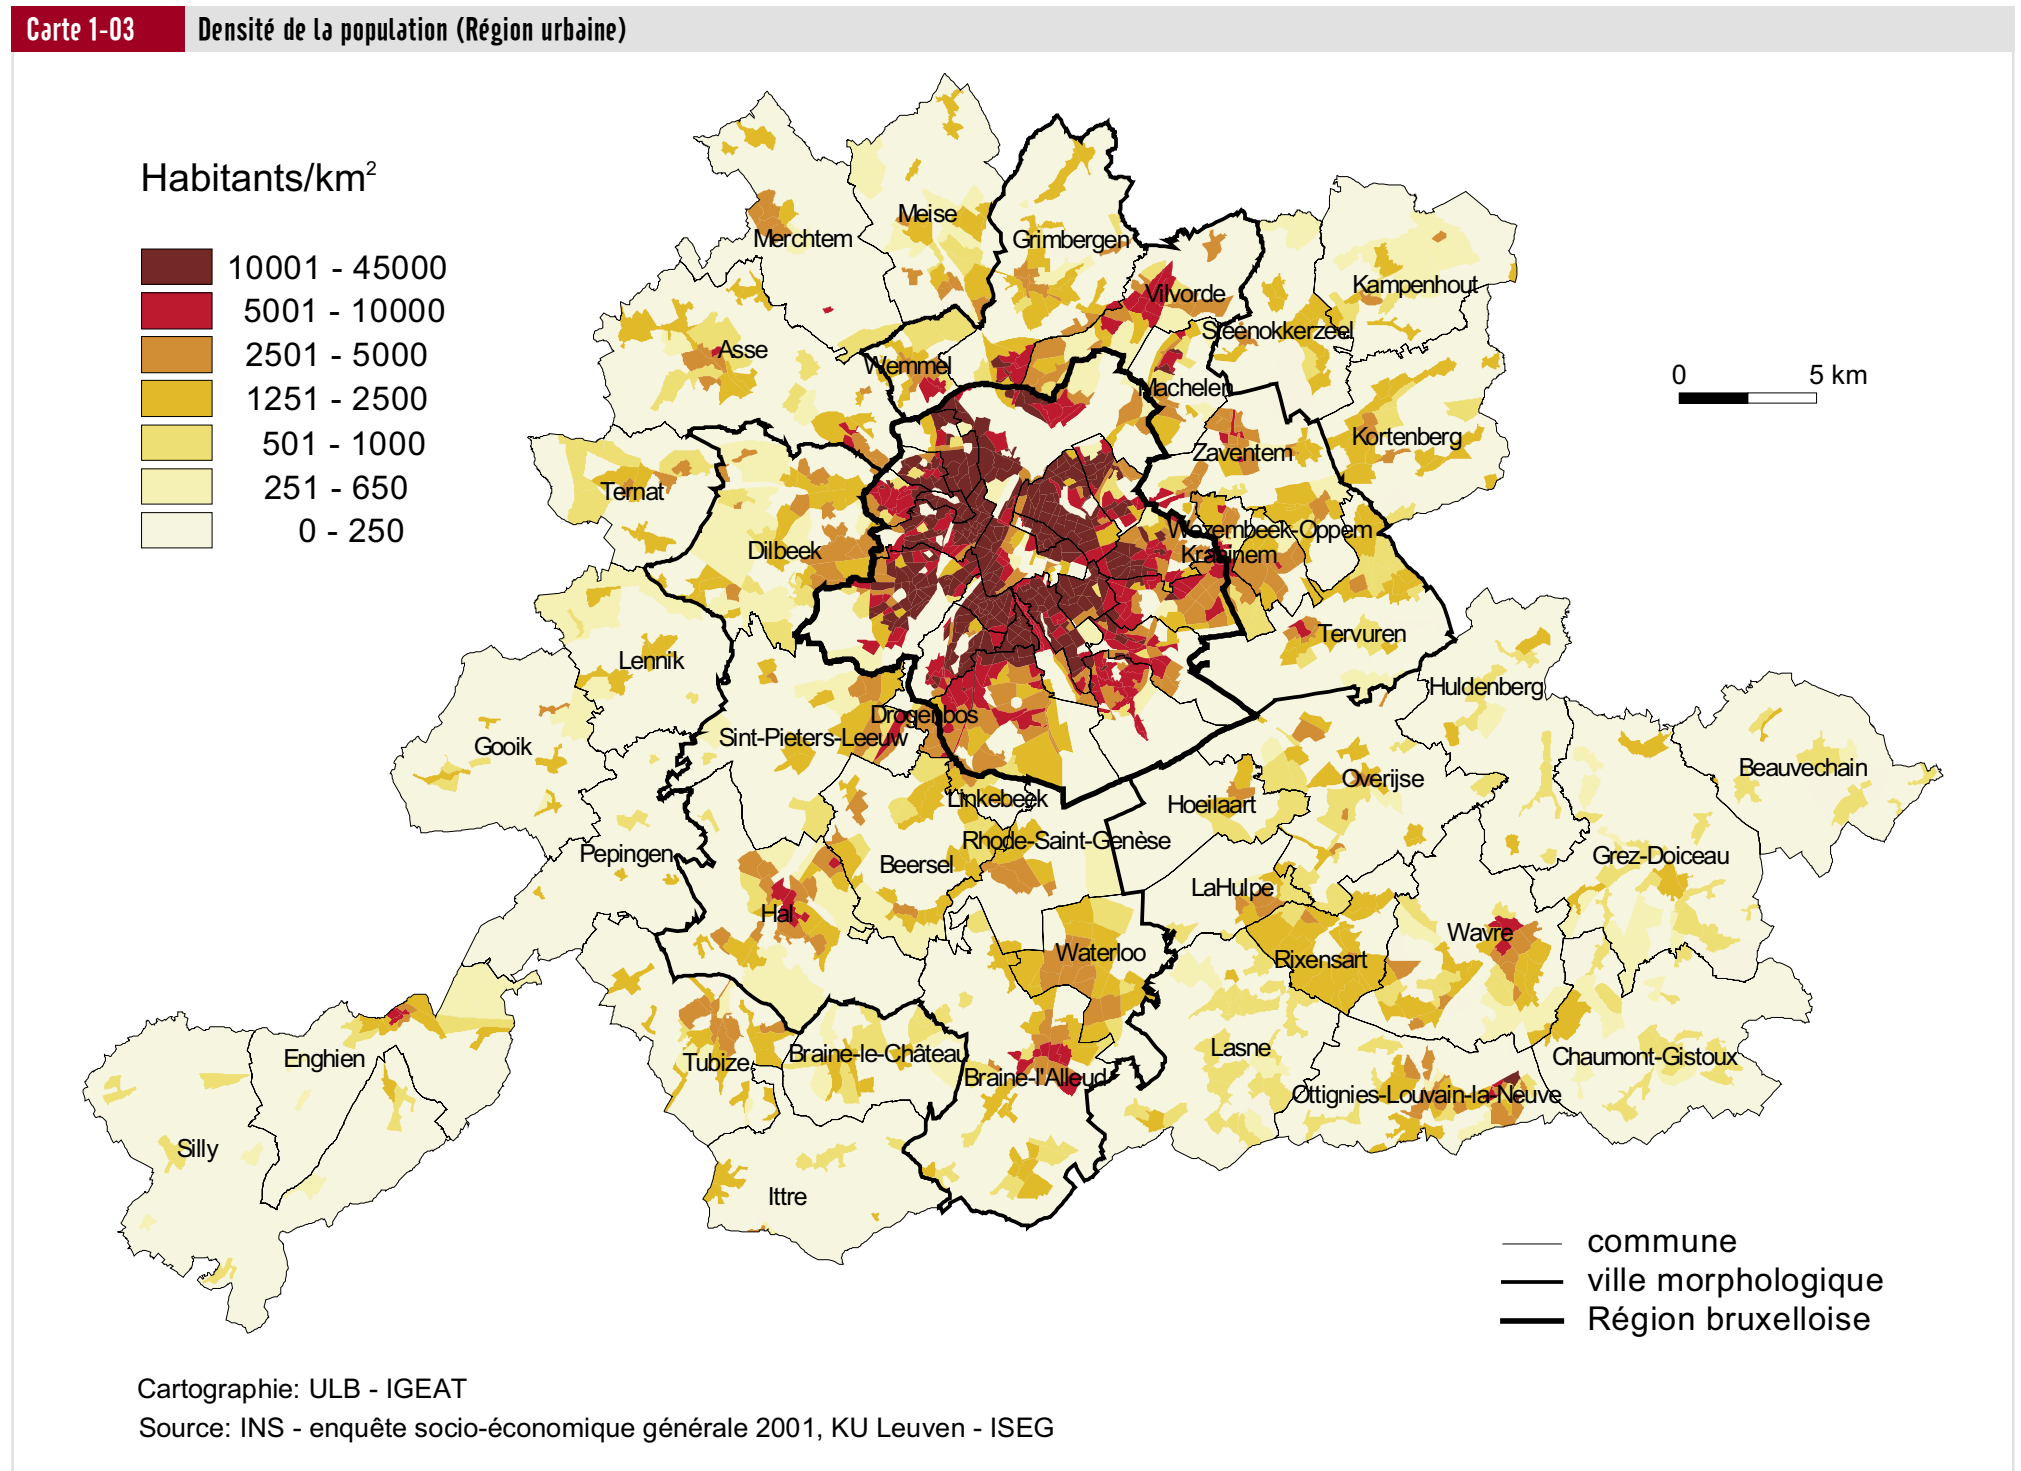 Carte 1-03 Densité de la population (Région urbaine)
Habitants/km²
10001 - 45000
5001 - 10000
2501 - 5000
1251 - 2500
501 - 1000
251 - 650
0 - 250
0 5 km
Merchtem
Meise
Grimbergen
Vilvorde
Kampenhout
Steenokkerzeel
Asse
Wemmel
Machelen
Zaventem
Kortenberg
Ternat
Dilbeek
Wezembeek-Oppem
Kraainem
Tervuren
Lennik
Huldenberg
Gooik
Sint-Pieters-Leeuw
Drogenbos
Overijse
Beauvechain
Linkebeek
Hoeilaart
Pepingen
Beersel
Rhode-Saint-Genèse
LaHulpe
Grez-Doiceau
Hal
Waterloo
Rixensart
Wavre
Enghien
Tubize
Braine-le-Château
Braine-l'Alleud
Lasne
Chaumont-Gistoux
Ottignies-Louvain-la-Neuve
Silly
Ittre
commune
ville morphologique
Région bruxelloise
Cartographie: ULB - IGEAT
Source: INS - enquête socio-économique générale 2001, KU Leuven - ISEG